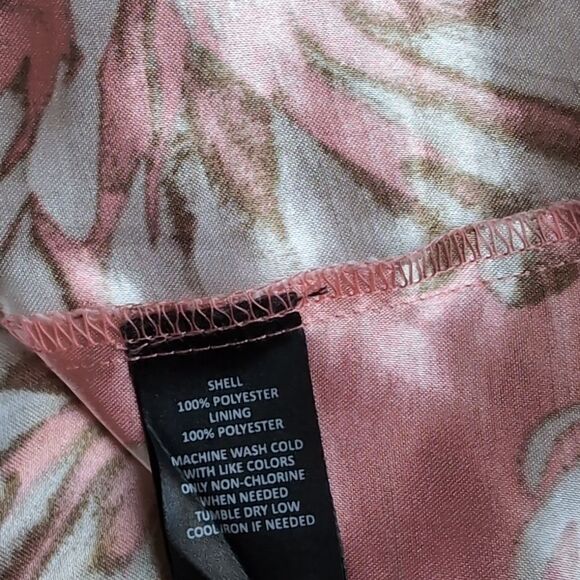 SHELL
100% POLYESTER
LINING
100% POLYESTER
MACHINE WASH COLD
WITH LIKE COLORS
ONLY NON-CHLORINE
WHEN NEEDED
TUMBLE DRY LOW
COOL IRON IF NEEDED